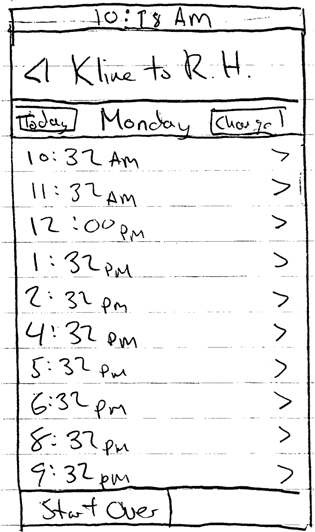 10:18 AM
◁ Kline to R.H.
Today Monday Change
10:32 AM >
11:32 AM >
12:00 PM >
1:32 PM >
2:32 PM >
4:32 PM >
5:32 PM >
6:32 PM >
8:32 PM >
9:32 PM >
Start Over